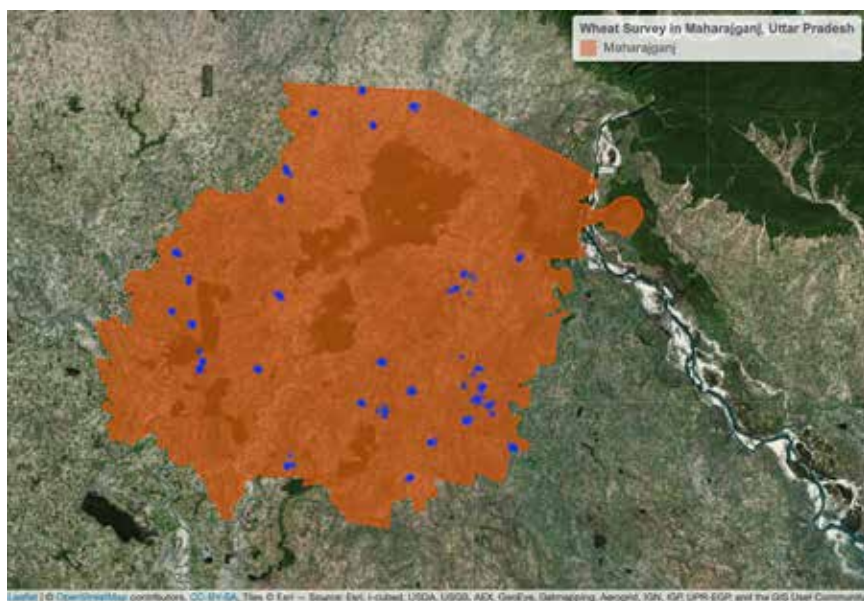 Wheat Survey in Maharajganj, Uttar Pradesh
Maharajganj
Leaflet | © OpenStreetMap contributors, CC-BY-SA, Tiles © Esri — Source: Esri, i-cubed, USDA, USGS, AEX, GeoEye, Getmapping, Aerogrid, IGN, IGP, UPR-EGP, and the GIS User Community